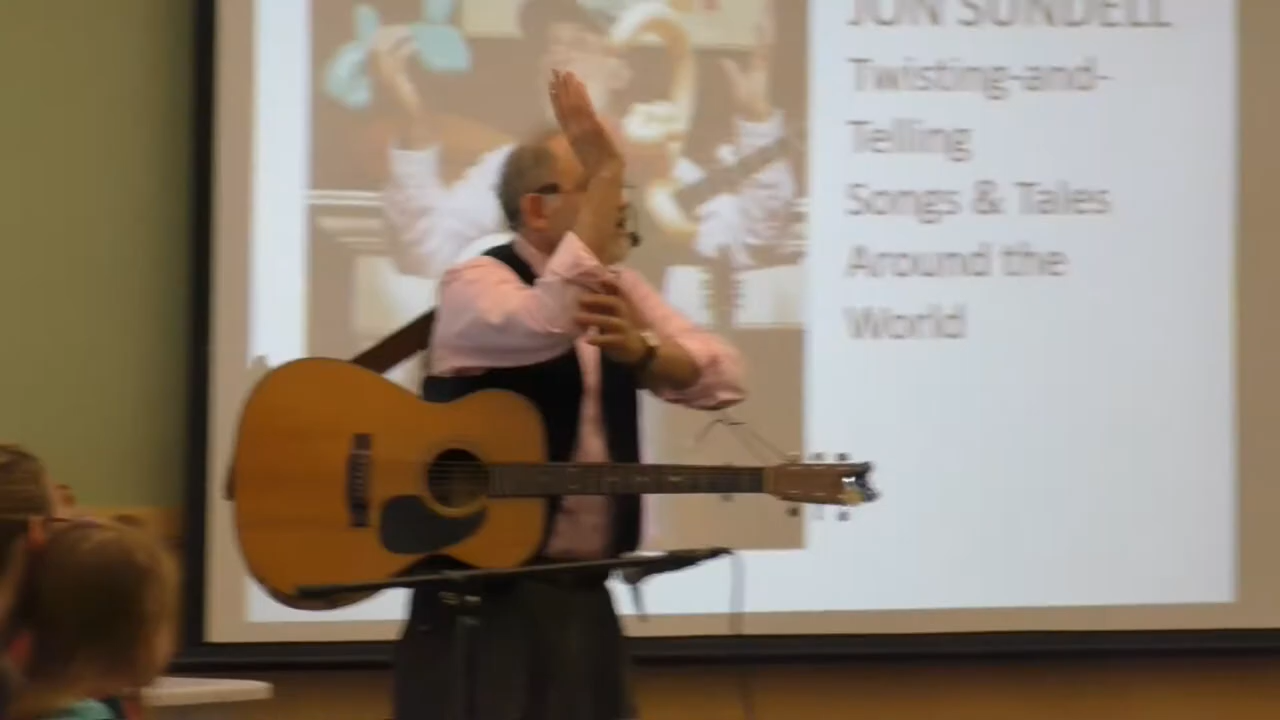 JON SUNDELL
Twisting-and-
Telling
Songs & Tales
Around the
World